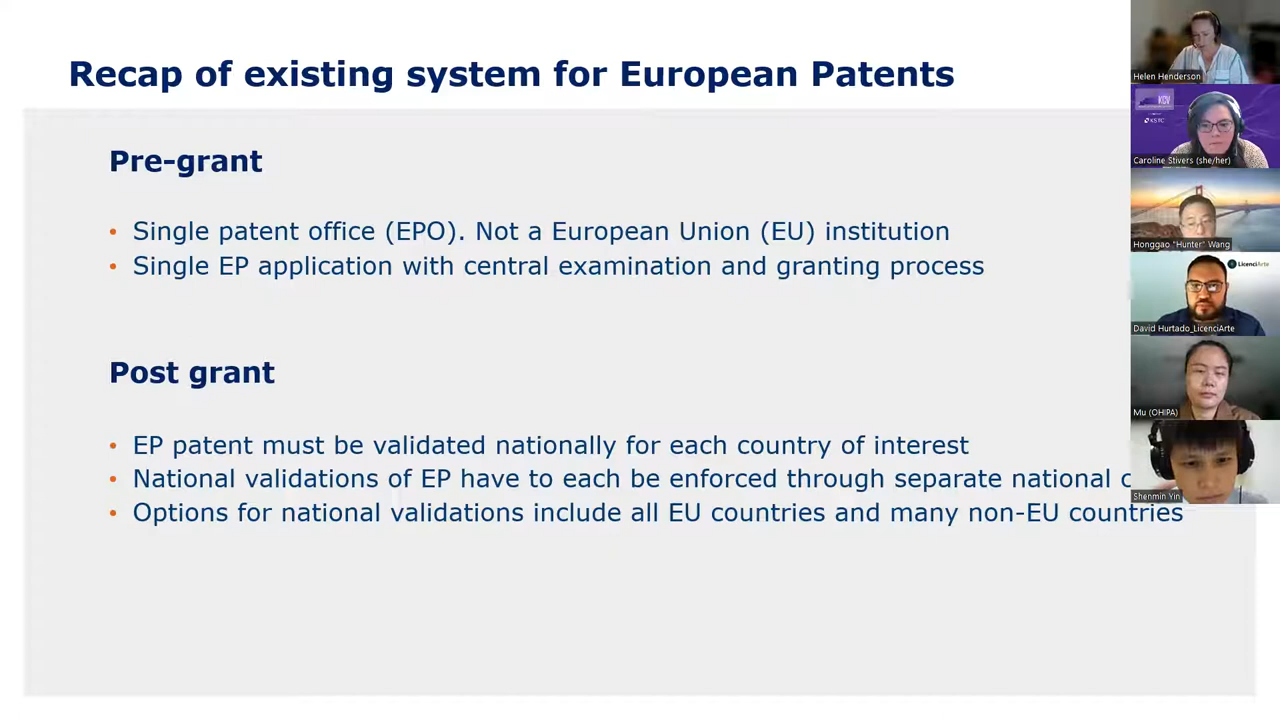 Recap of existing system for European Patents
Pre-grant
• Single patent office (EPO). Not a European Union (EU) institution
• Single EP application with central examination and granting process
Post grant
• EP patent must be validated nationally for each country of interest
• National validations of EP have to each be enforced through separate national
• Options for national validations include all EU countries and many non-EU countries
Helen Henderson
KCV
KSTC
Caroline Stivers (she/her)
Honggao "Hunter" Wang
LicenciArte
David Hurtado_LicenciArte
Mu (OHIPA)
Shenmin Yin